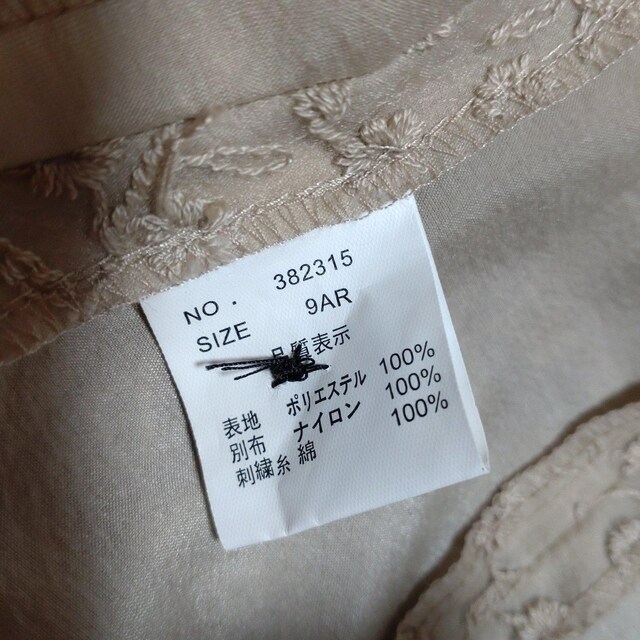 NO． 382315
SIZE 9AR
品質表示
表地 ポリエステル 100%
別布 ナイロン 100%
刺繍糸 綿 100%